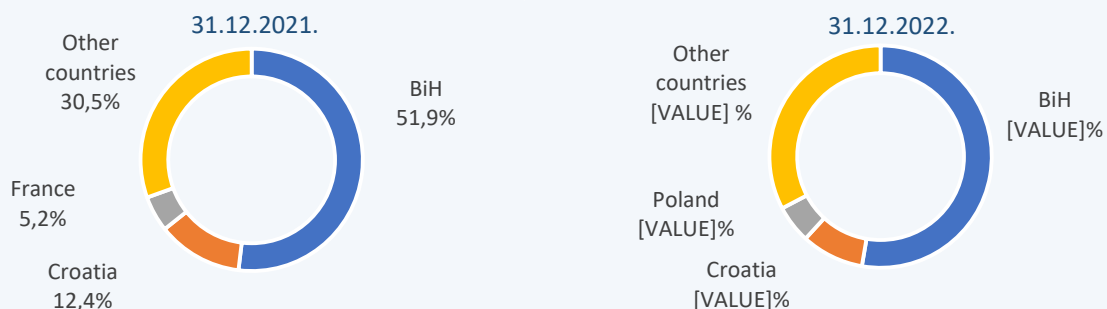 31.12.2021.
Other
countries
30,5%
BiH
51,9%
France
5,2%
Croatia
12,4%
31.12.2022.
Other
countries
[VALUE] %
BiH
[VALUE]%
Poland
[VALUE]%
Croatia
[VALUE]%